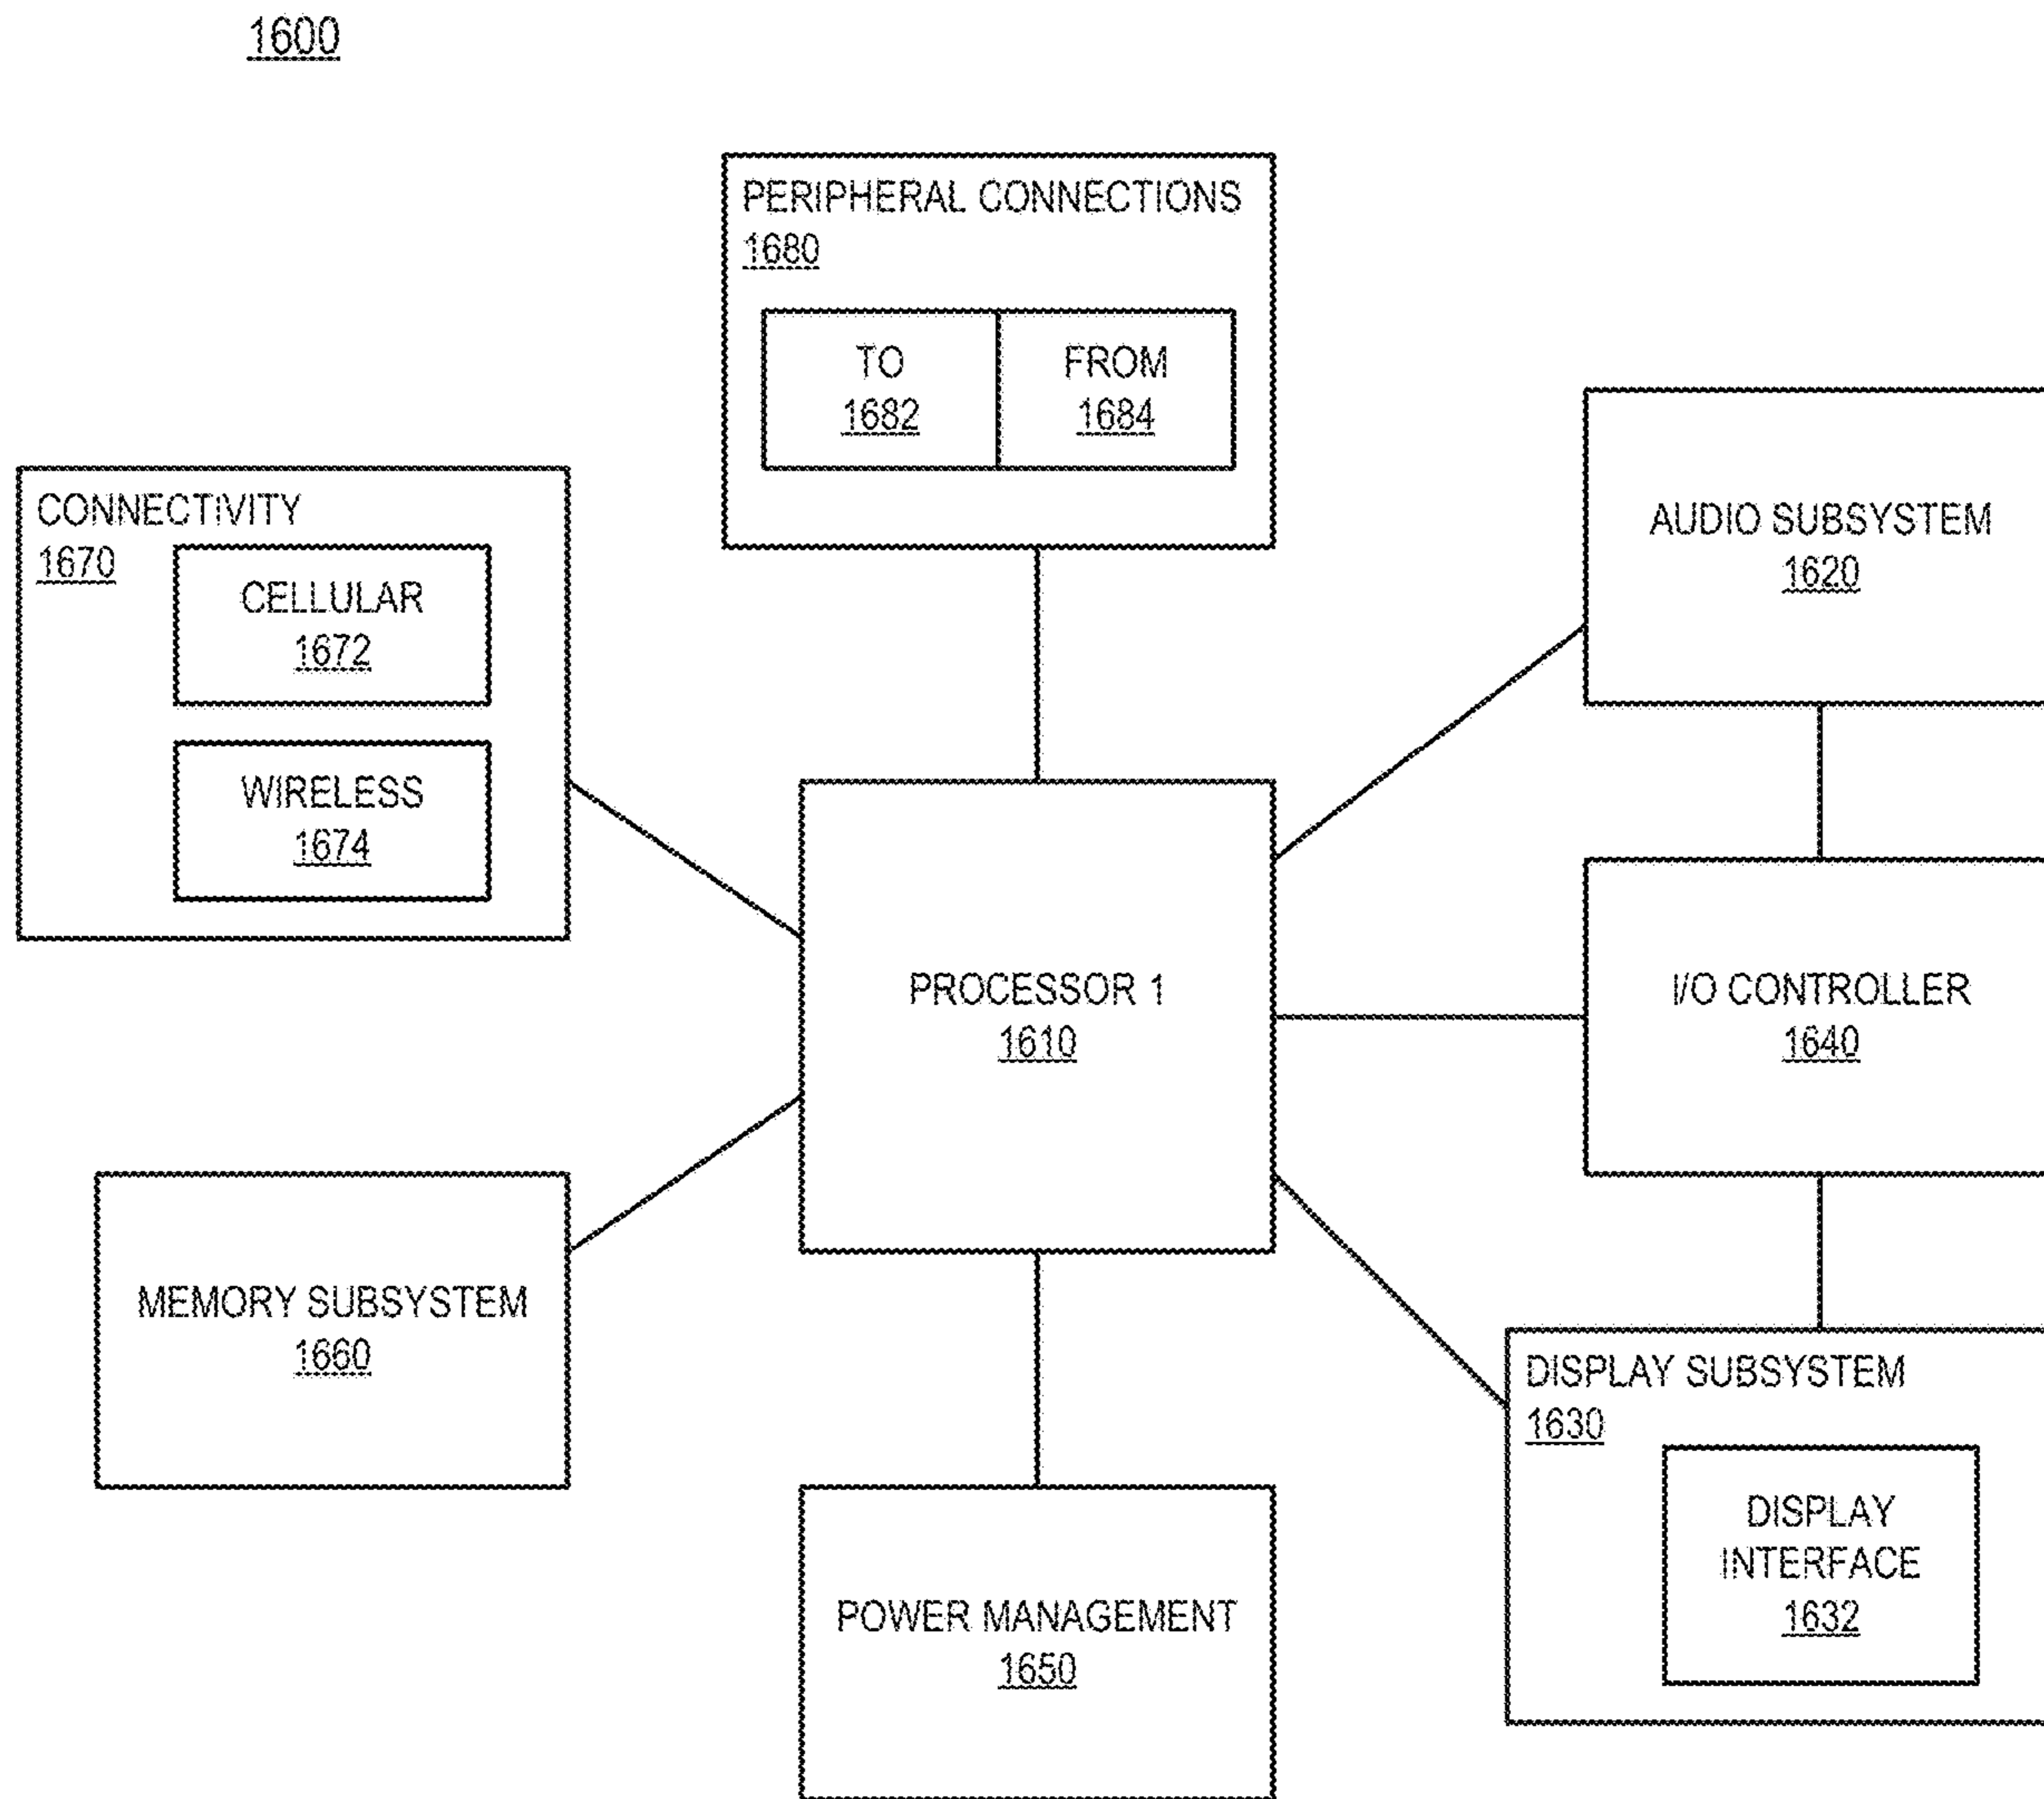 1600
PERIPHERAL CONNECTIONS
1680
TO
1682
FROM
1684
AUDIO SUBSYSTEM
1620
CONNECTIVITY
1670
CELLULAR
1672
WIRELESS
1674
PROCESSOR 1
1610
I/O CONTROLLER
1640
MEMORY SUBSYSTEM
1660
DISPLAY SUBSYSTEM
1630
DISPLAY
INTERFACE
1632
POWER MANAGEMENT
1650